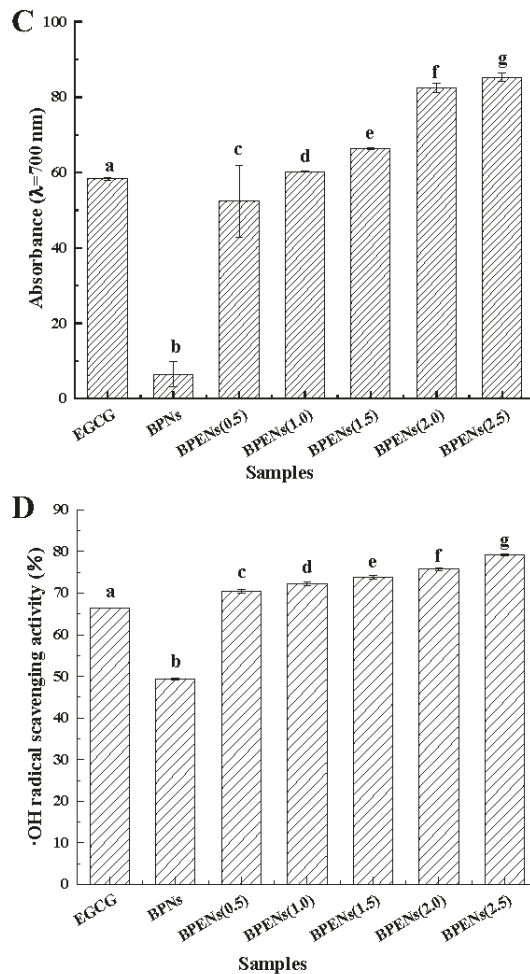 C
Absorbance (λ=700 nm)
100
80
60
40
20
0
a
b
c
d
e
f
g
EGCG
BPNs
BPENs(0.5)
BPENs(1.0)
BPENs(1.5)
BPENs(2.0)
BPENs(2.5)
Samples
D
·OH radical scavenging activity (%)
90
80
70
60
50
40
30
20
10
0
a
b
c
d
e
f
g
EGCG
BPNs
BPENs(0.5)
BPENs(1.0)
BPENs(1.5)
BPENs(2.0)
BPENs(2.5)
Samples